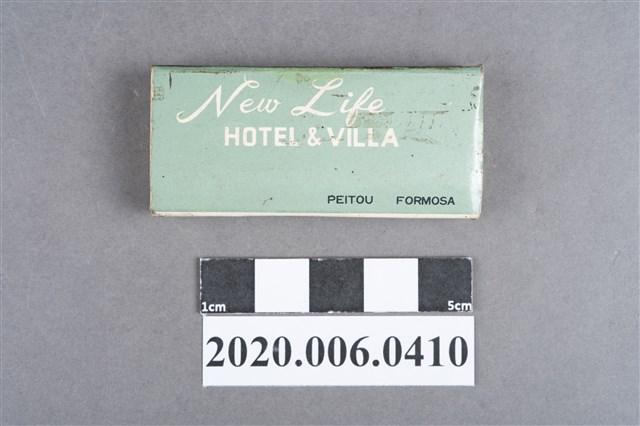 New Life
HOTEL & VILLA
PEITOU FORMOSA
1cm 5cm
2020.006.0410